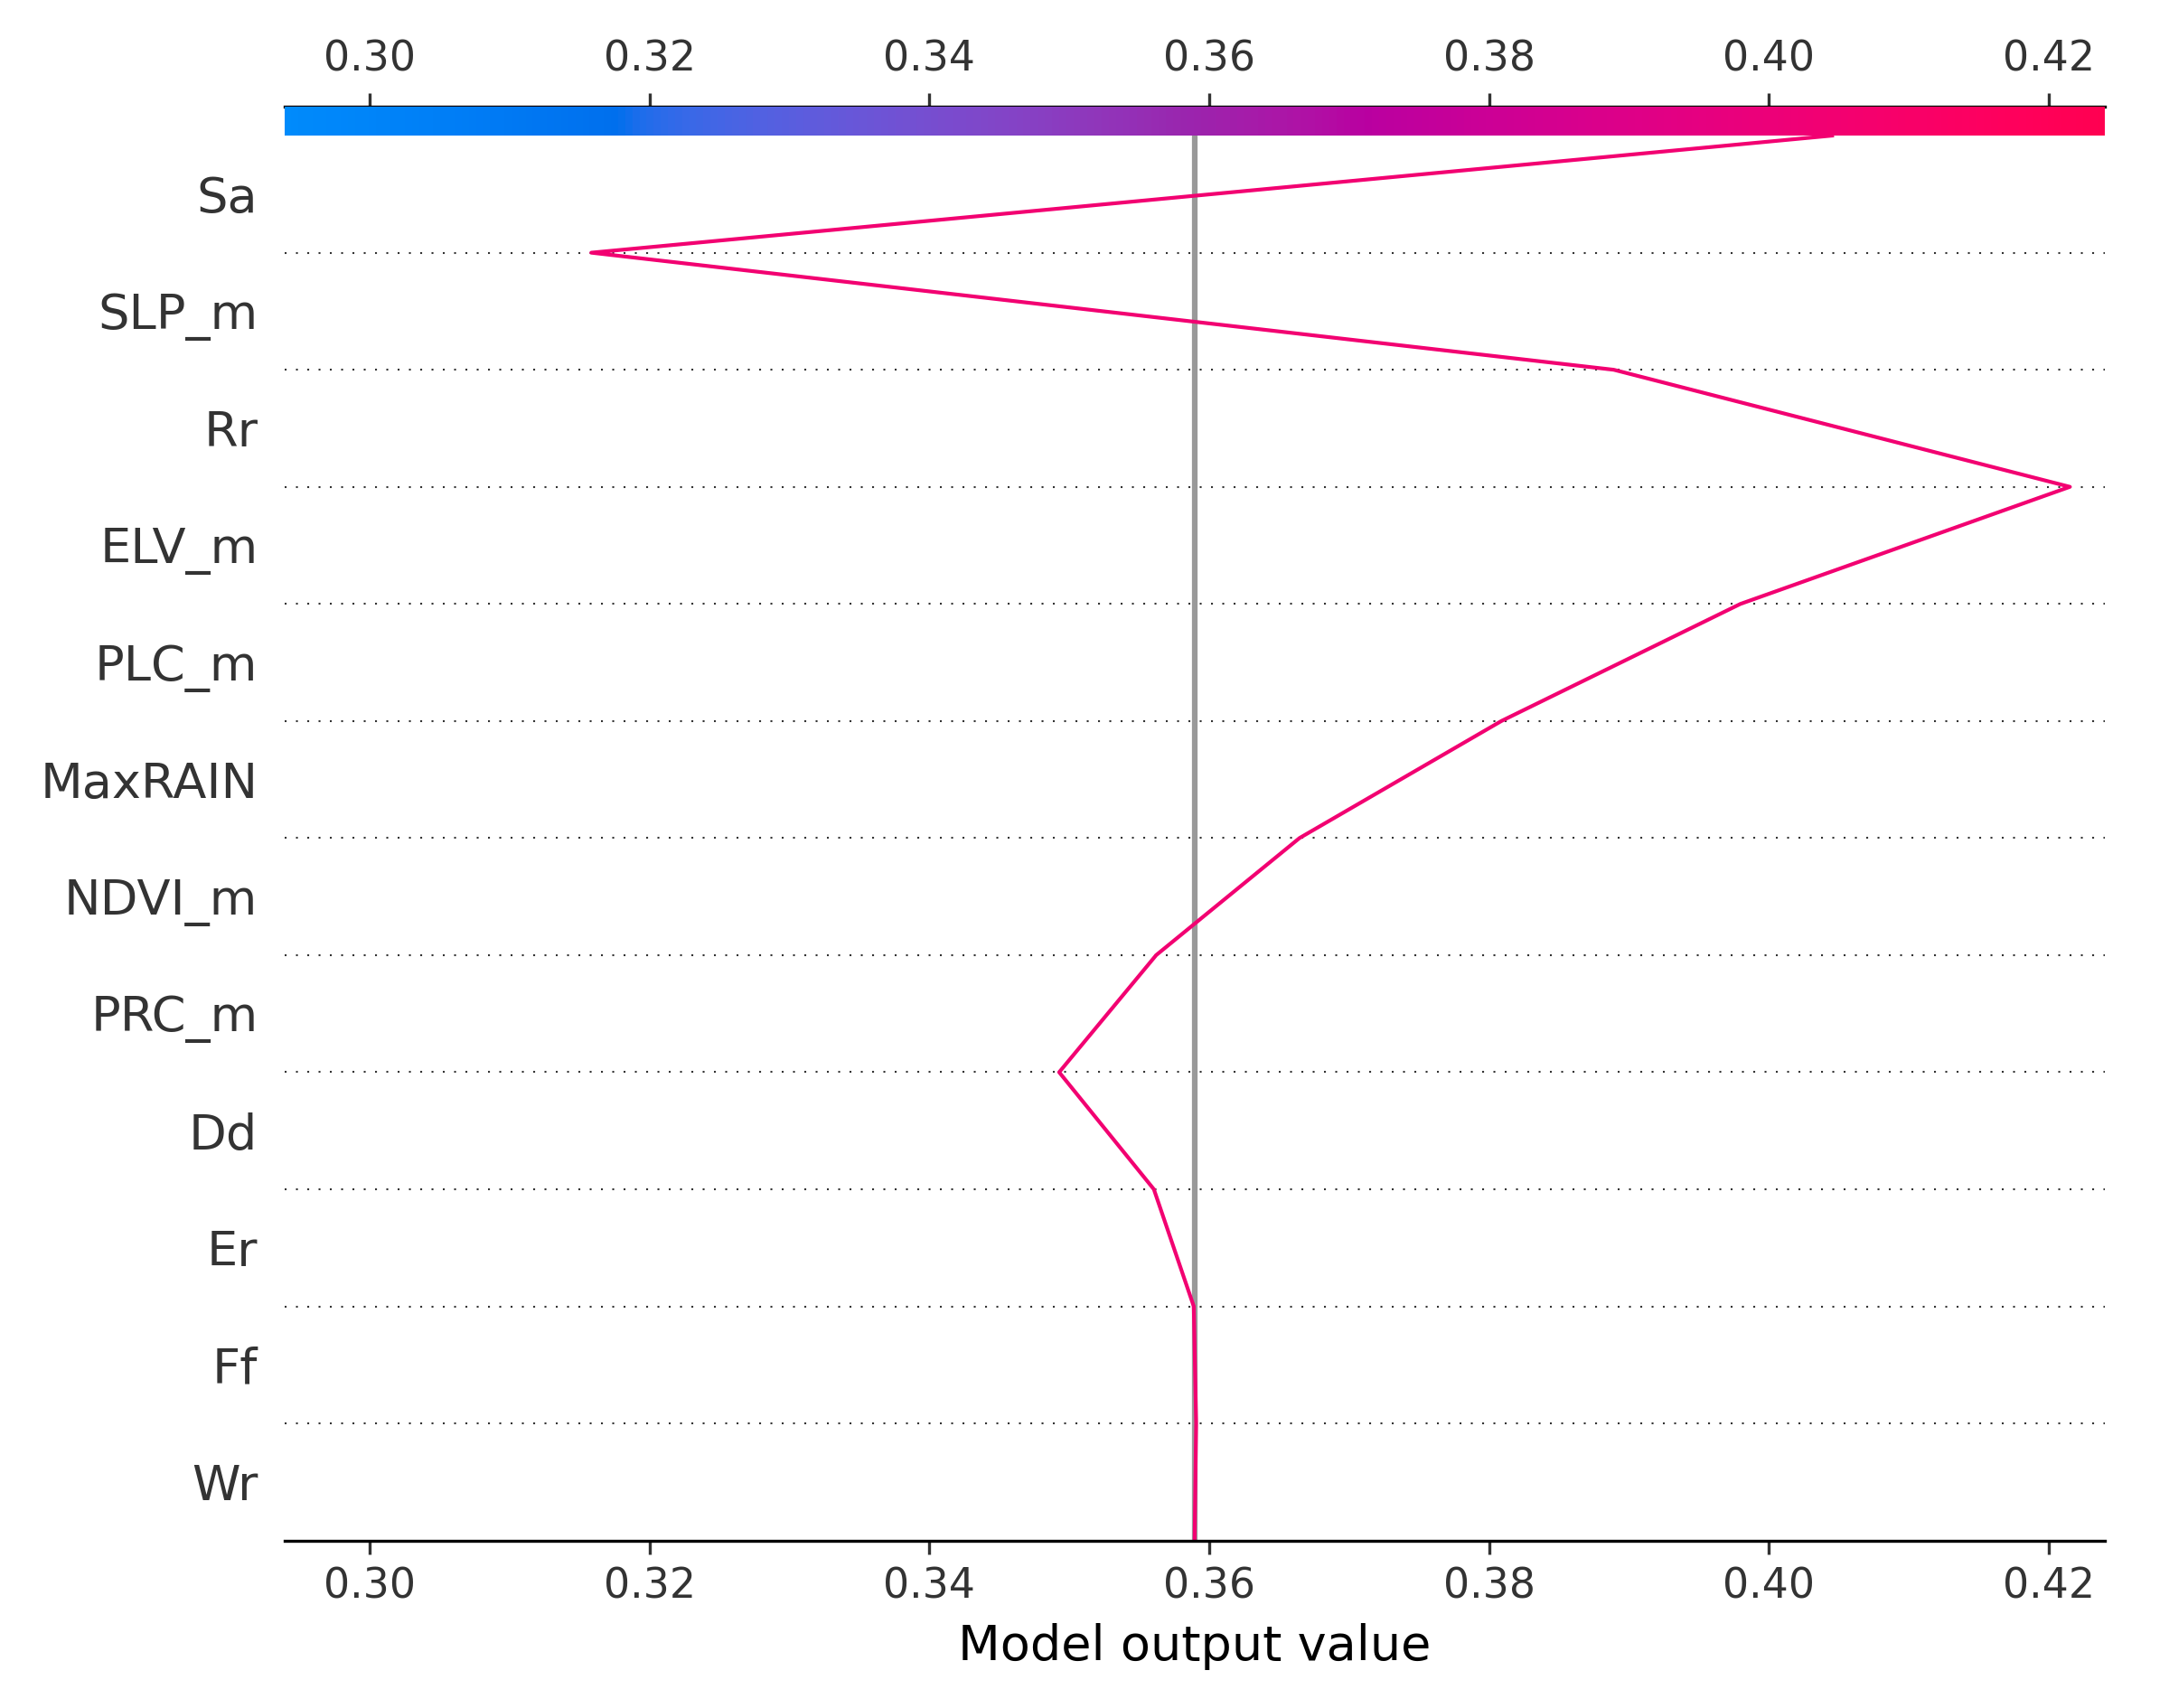 0.30 0.32 0.34 0.36 0.38 0.40 0.42
Sa
SLP_m
Rr
ELV_m
PLC_m
MaxRAIN
NDVI_m
PRC_m
Dd
Er
Ff
Wr
0.30 0.32 0.34 0.36 0.38 0.40 0.42
Model output value